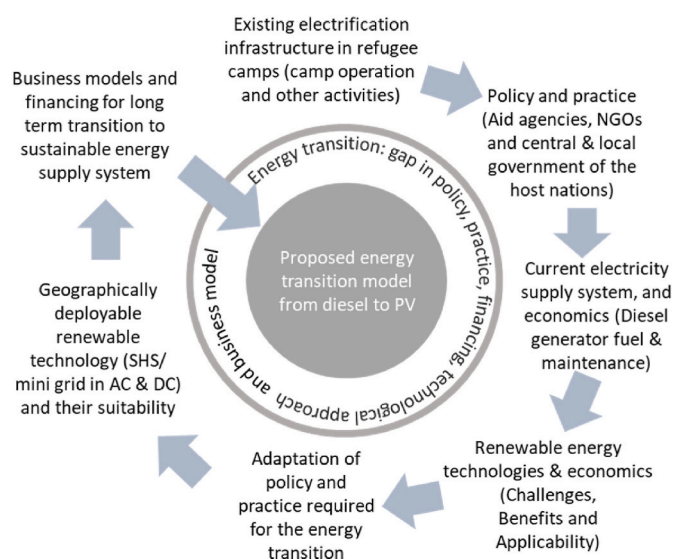 Existing electrification
infrastructure in refugee
camps (camp operation
and other activities)
Policy and practice
(Aid agencies, NGOs
and central & local
government of the
host nations)
Current electricity
supply system, and
economics (Diesel
generator fuel &
maintenance)
Renewable energy
technologies & economics
(Challenges,
Benefits and
Applicability)
Adaptation of
policy and
practice required
for the energy
transition
Geographically
deployable
renewable
technology (SHS/
mini grid in AC & DC)
and their suitability
Business models and
financing for long
term transition to
sustainable energy
supply system
Energy transition: gap in policy, practice, financing, technological approach and business model
Proposed energy
transition model
from diesel to PV